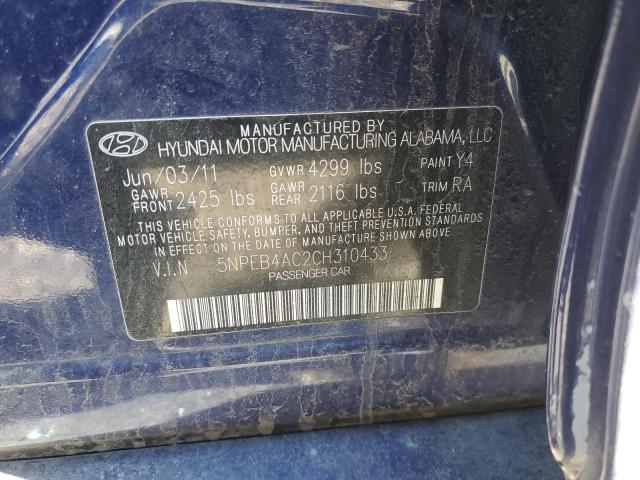 MANUFACTURED BY
HYUNDAI MOTOR MANUFACTURING ALABAMA, LLC
Jun/03/11 GVWR 4299 lbs PAINT Y4
GAWR FRONT 2425 lbs GAWR REAR 2116 lbs TRIM RA
THIS VEHICLE CONFORMS TO ALL APPLICABLE U.S.A. FEDERAL
MOTOR VEHICLE SAFETY, BUMPER, AND THEFT PREVENTION STANDARDS
IN EFFECT ON THE DATE OF MANUFACTURE SHOWN ABOVE.
V.I.N 5NPEB4AC2CH310433
PASSENGER CAR